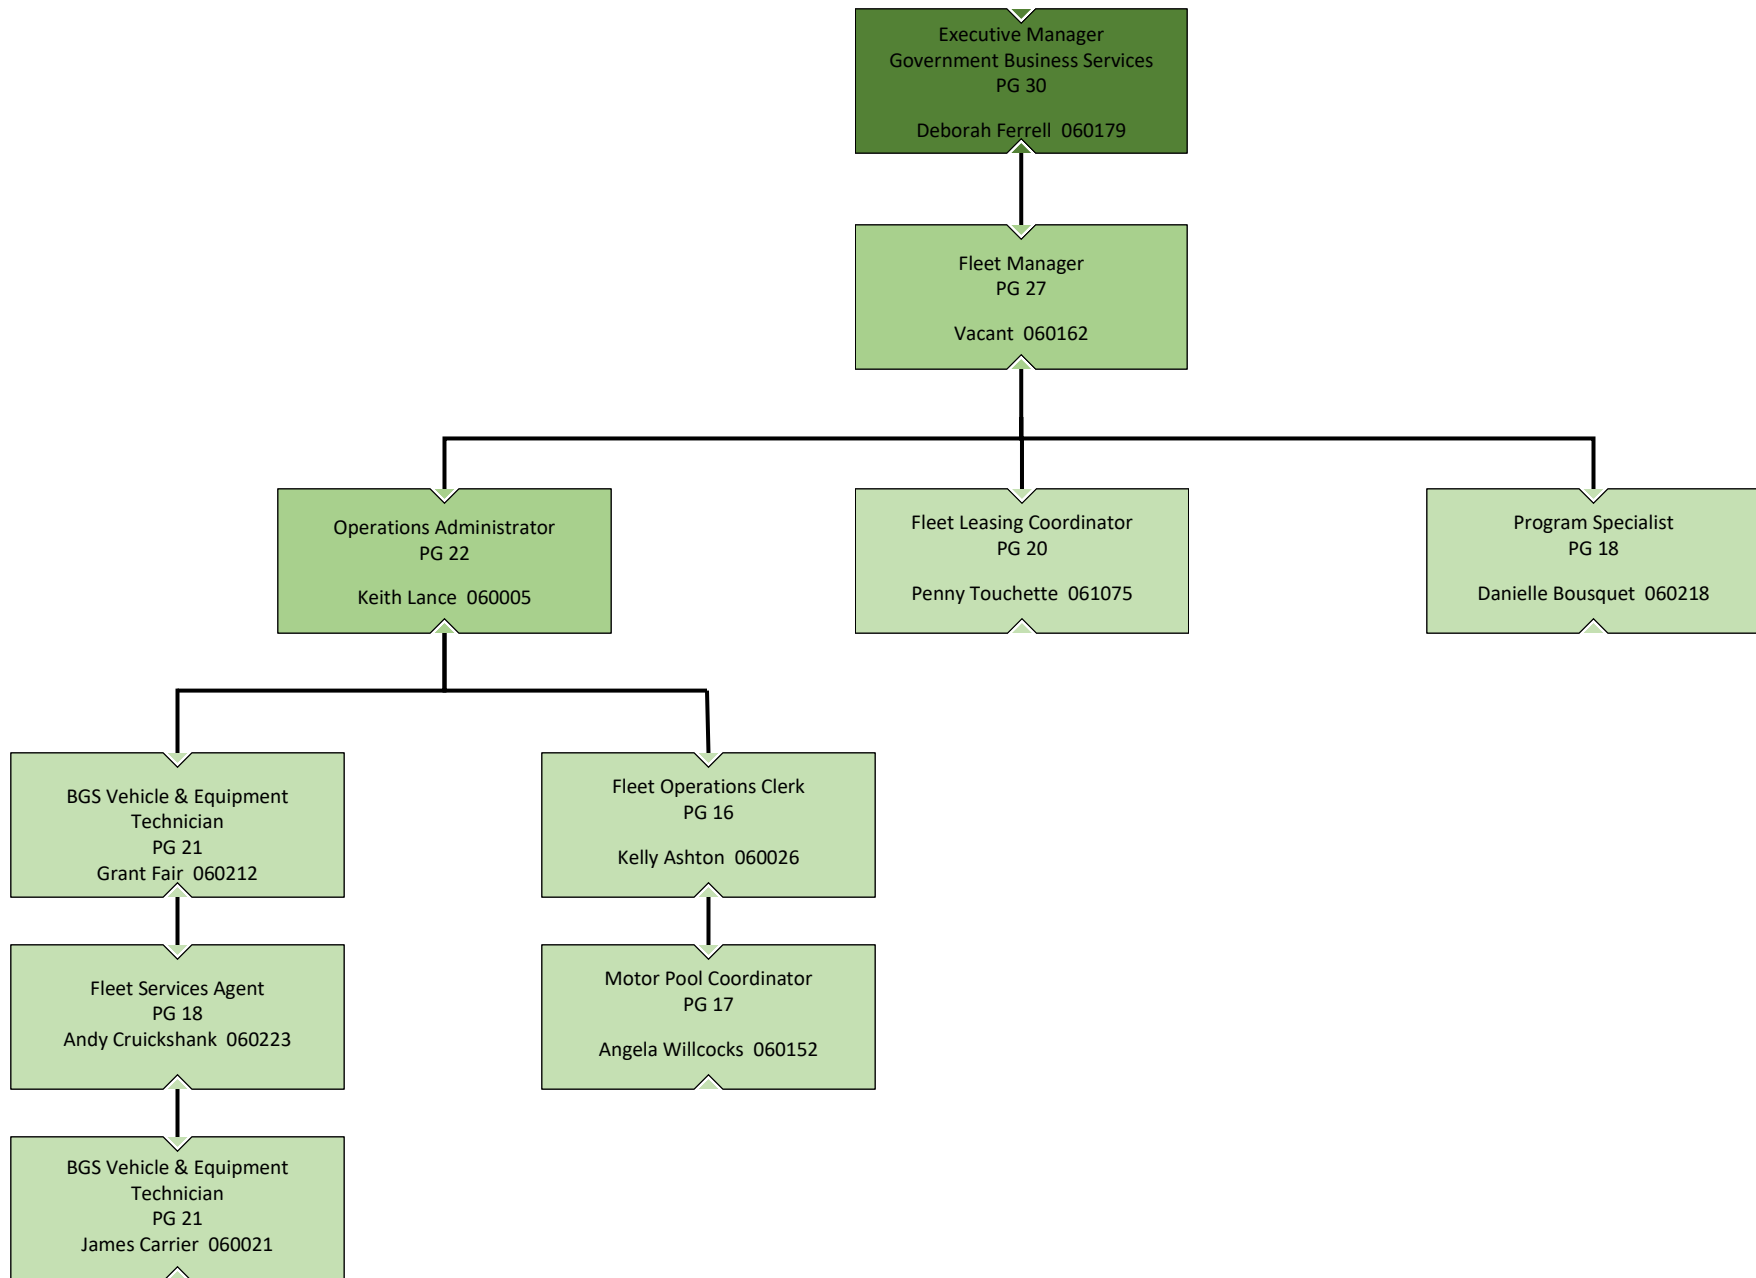 Executive Manager
Government Business Services
PG 30
Deborah Ferrell  060179
Fleet Manager
PG 27
Vacant  060162
Operations Administrator
PG 22
Keith Lance  060005
Fleet Leasing Coordinator
PG 20
Penny Touchette  061075
Program Specialist
PG 18
Danielle Bousquet  060218
BGS Vehicle & Equipment
Technician
PG 21
Grant Fair  060212
Fleet Operations Clerk
PG 16
Kelly Ashton  060026
Fleet Services Agent
PG 18
Andy Cruickshank  060223
Motor Pool Coordinator
PG 17
Angela Willcocks  060152
BGS Vehicle & Equipment
Technician
PG 21
James Carrier  060021